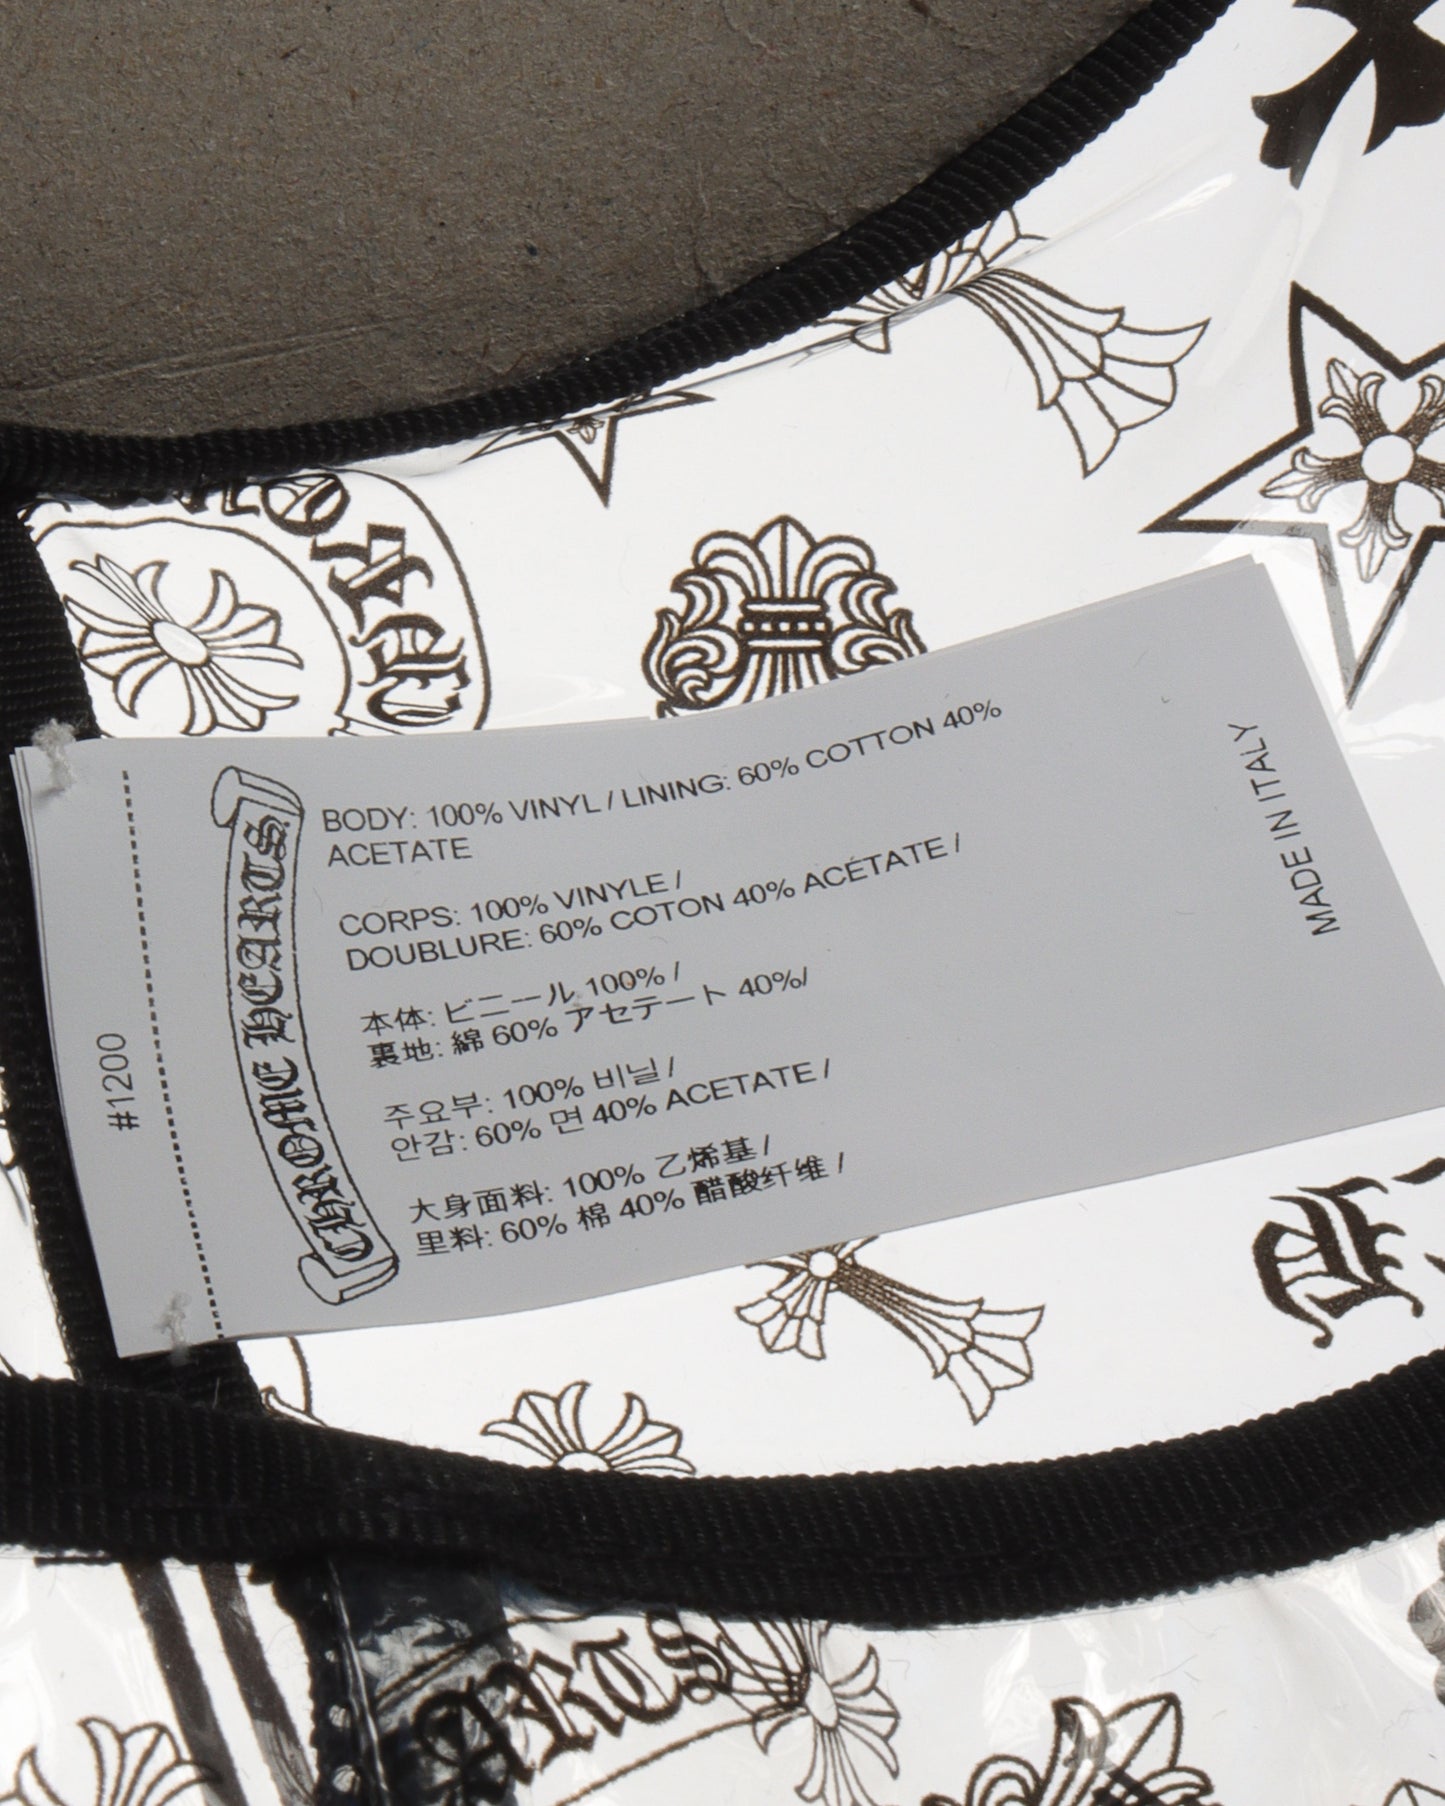 BODY: 100% VINYL / LINING: 60% COTTON 40%
ACETATE
CORPS: 100% VINYLE /
DOUBLURE: 60% COTON 40% ACÉTATE /
本体: ビニール 100% /
裏地: 綿 60% アセテート 40%/
주요부: 100% 비닐 /
안감: 60% 면 40% ACETATE /
大身面料: 100% 乙烯基 /
里料: 60% 棉 40% 醋酸纤维 /
MADE IN ITALY
CHROME HEARTS
#1200
ARTS